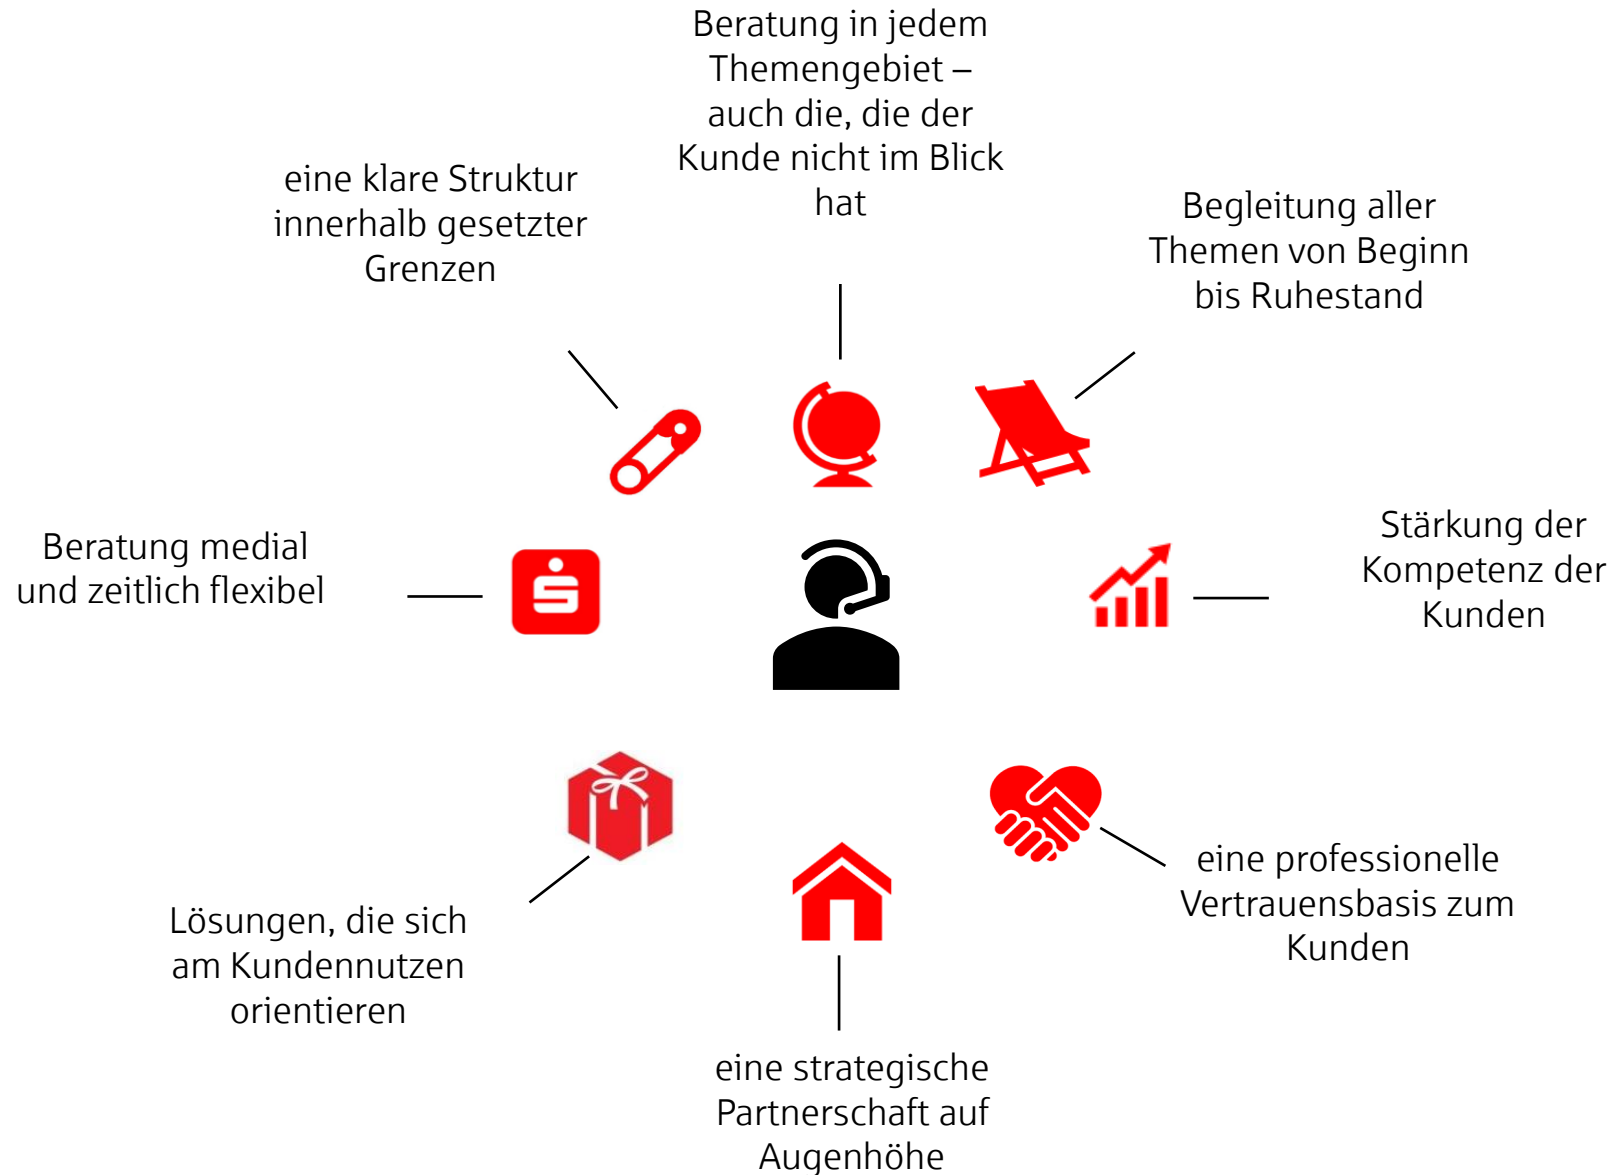 Beratung in jedem
Themengebiet –
auch die, die der
Kunde nicht im Blick
hat
eine klare Struktur
innerhalb gesetzter
Grenzen
Begleitung aller
Themen von Beginn
bis Ruhestand
Beratung medial
und zeitlich flexibel
Stärkung der
Kompetenz der
Kunden
Lösungen, die sich
am Kundennutzen
orientieren
eine professionelle
Vertrauensbasis zum
Kunden
eine strategische
Partnerschaft auf
Augenhöhe